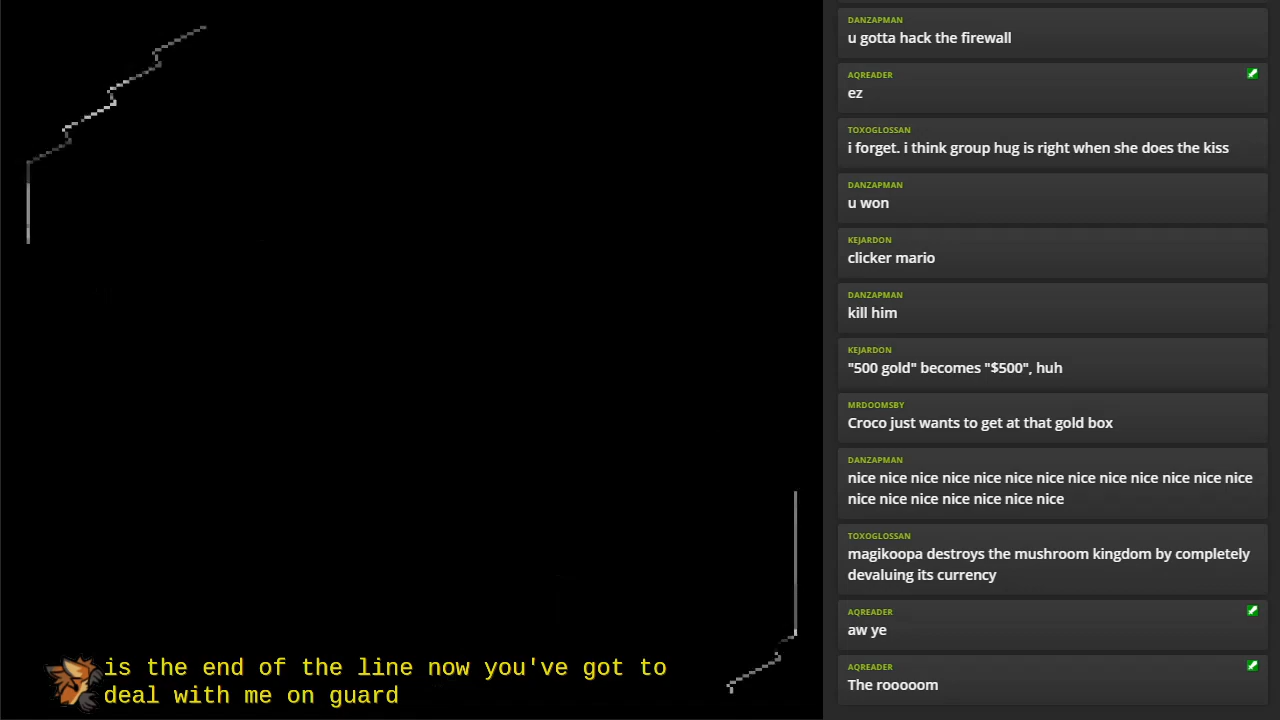 DANZAPMAN
u gotta hack the firewall
AQREADER
ez
TOXOGLOSSAN
i forget. i think group hug is right when she does the kiss
DANZAPMAN
u won
KEJARDON
clicker mario
DANZAPMAN
kill him
KEJARDON
"500 gold" becomes "$500", huh
MRDOOMSBY
Croco just wants to get at that gold box
DANZAPMAN
nice nice nice nice nice nice nice nice nice nice nice nice nice
nice nice nice nice nice nice nice
TOXOGLOSSAN
magikoopa destroys the mushroom kingdom by completely
devaluing its currency
AQREADER
aw ye
AQREADER
The rooooom
is the end of the line now you've got to
deal with me on guard